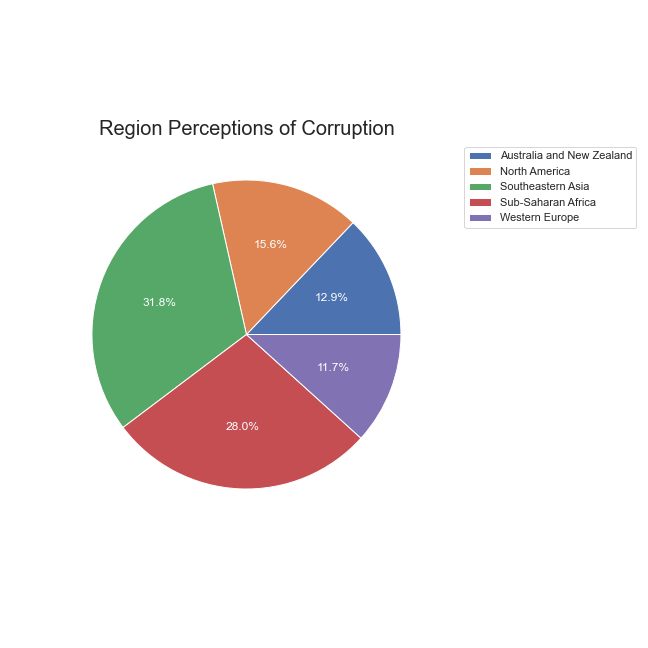 Region Perceptions of Corruption
Australia and New Zealand
North America
Southeastern Asia
Sub-Saharan Africa
Western Europe
15.6%
12.9%
31.8%
11.7%
28.0%